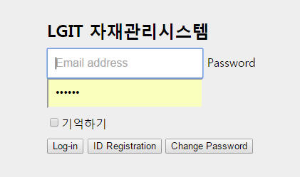 LGIT 자재관리시스템
Email address Password
••••••
기억하기
Log-in ID Registration Change Password